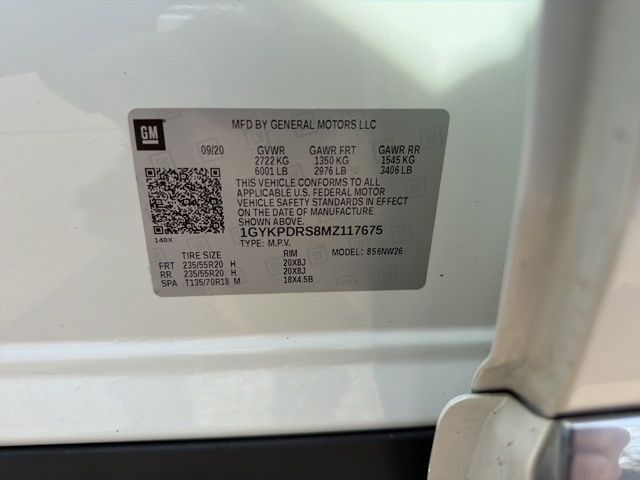 GM
MFD BY GENERAL MOTORS LLC
09/20 GVWR GAWR FRT GAWR RR
2722 KG 1350 KG 1545 KG
6001 LB 2976 LB 3406 LB
THIS VEHICLE CONFORMS TO ALL
APPLICABLE U.S. FEDERAL MOTOR
VEHICLE SAFETY STANDARDS IN EFFECT
ON THE DATE OF MANUFACTURE
SHOWN ABOVE.
1GYKPDRS8MZ117675
140X TYPE: M.P.V. MODEL: 856NW26
TIRE SIZE RIM
FRT 235/55R20 H 20X8J
RR 235/55R20 H 20X8J
SPA T135/70R18 M 18X4.5B